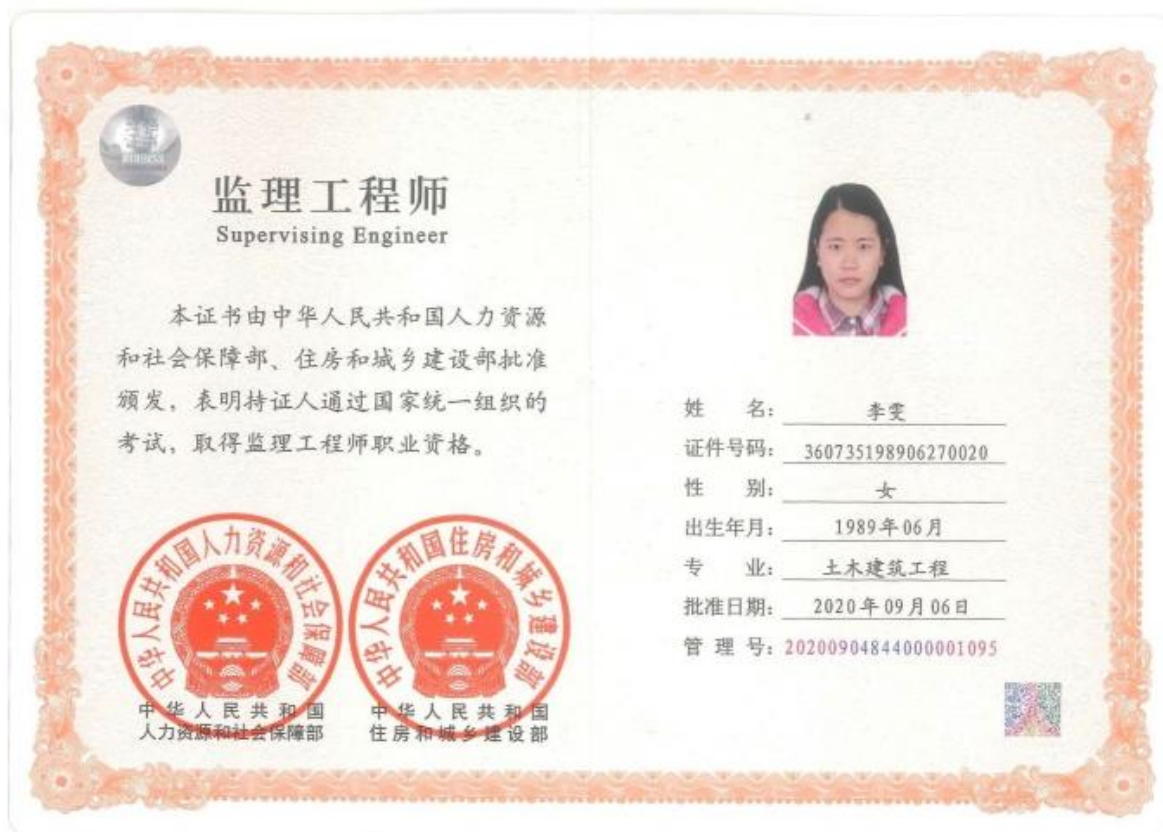 监理工程师
Supervising Engineer
本证书由中华人民共和国人力资源
和社会保障部、住房和城乡建设部批准
颁发，表明持证人通过国家统一组织的
考试，取得监理工程师职业资格。
中华人民共和国人力资源和社会保障部
中华人民共和国
人力资源和社会保障部
中华人民共和国住房和城乡建设部
中华人民共和国
住房和城乡建设部
姓 名： 李雯
证件号码： 360735198906270020
性 别： 女
出生年月： 1989年06月
专 业： 土木建筑工程
批准日期： 2020年09月06日
管 理 号： 20200904844000001095